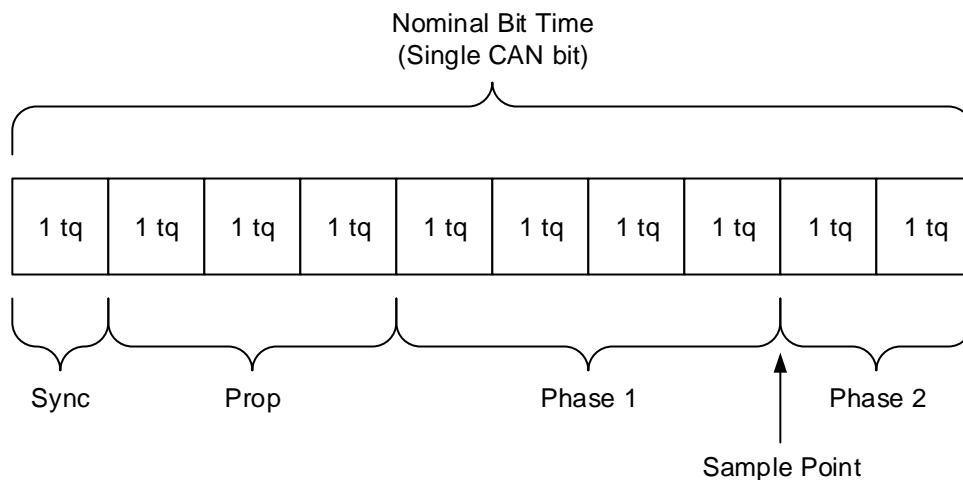 Nominal Bit Time
(Single CAN bit)
1 tq 1 tq 1 tq 1 tq 1 tq 1 tq 1 tq 1 tq 1 tq 1 tq
Sync Prop Phase 1 Phase 2
Sample Point